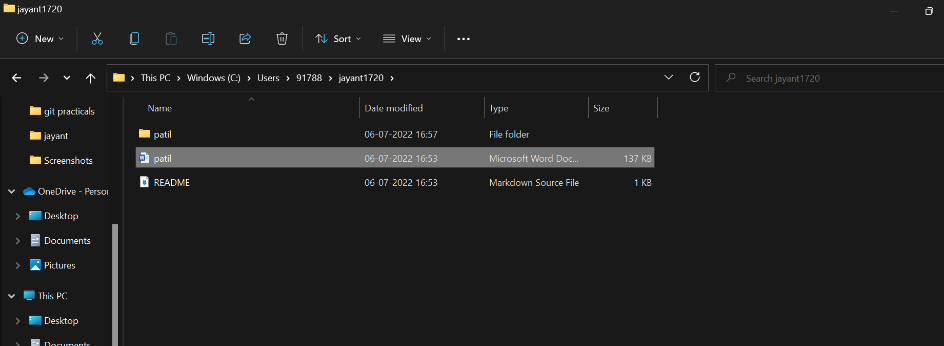 jayant1720
New
Sort
View
This PC
Windows (C:)
Users
91788
jayant1720
Search jayant1720
Name
Date modified
Type
Size
git practicals
jayant
Screenshots
OneDrive - Person
Desktop
Documents
Pictures
This PC
Desktop
Documents
patil 06-07-2022 16:57 File folder
patil 06-07-2022 16:53 Microsoft Word Doc... 137 KB
README 06-07-2022 16:53 Markdown Source File 1 KB